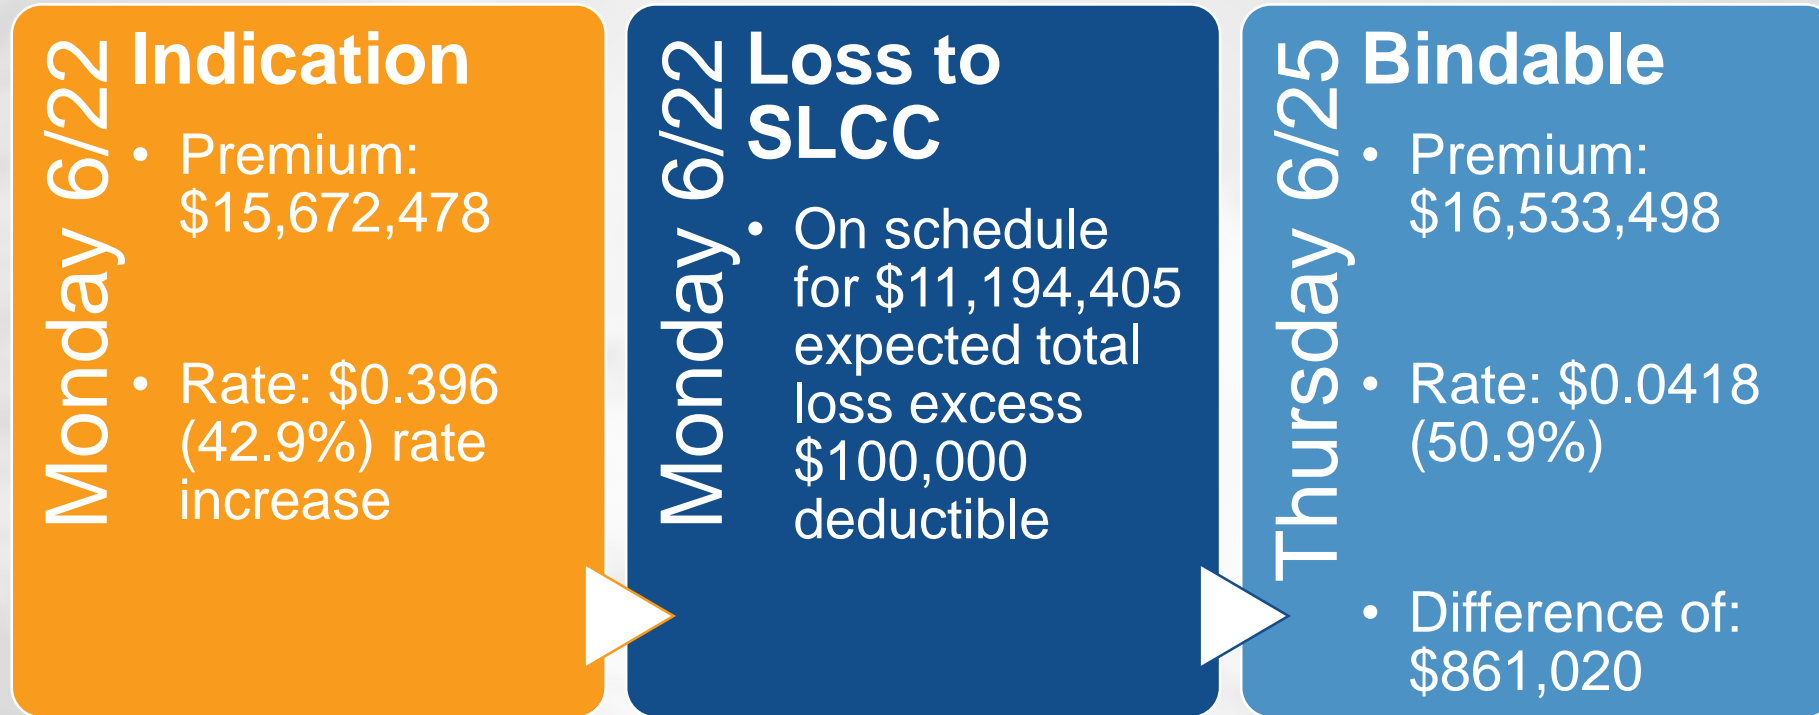 Monday 6/22
Indication
• Premium:
$15,672,478
• Rate: $0.396
(42.9%) rate
increase
Monday 6/22
Loss to
SLCC
• On schedule
for $11,194,405
expected total
loss excess
$100,000
deductible
Thursday 6/25
Bindable
• Premium:
$16,533,498
• Rate: $0.0418
(50.9%)
• Difference of:
$861,020